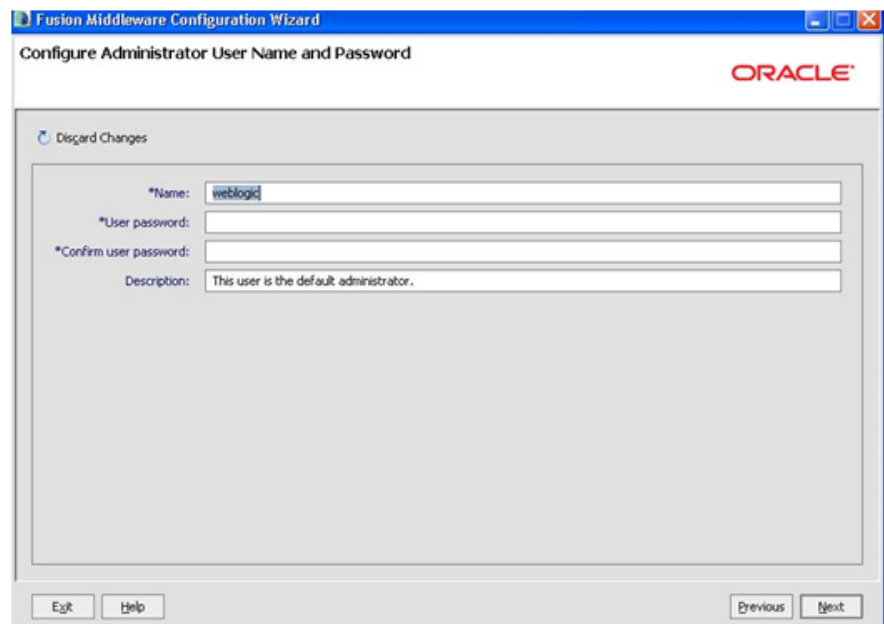 Fusion Middleware Configuration Wizard
Configure Administrator User Name and Password
ORACLE
Discard Changes
*Name: weblogic
*User password:
*Confirm user password:
Description: This user is the default administrator.
Exit Help Previous Next